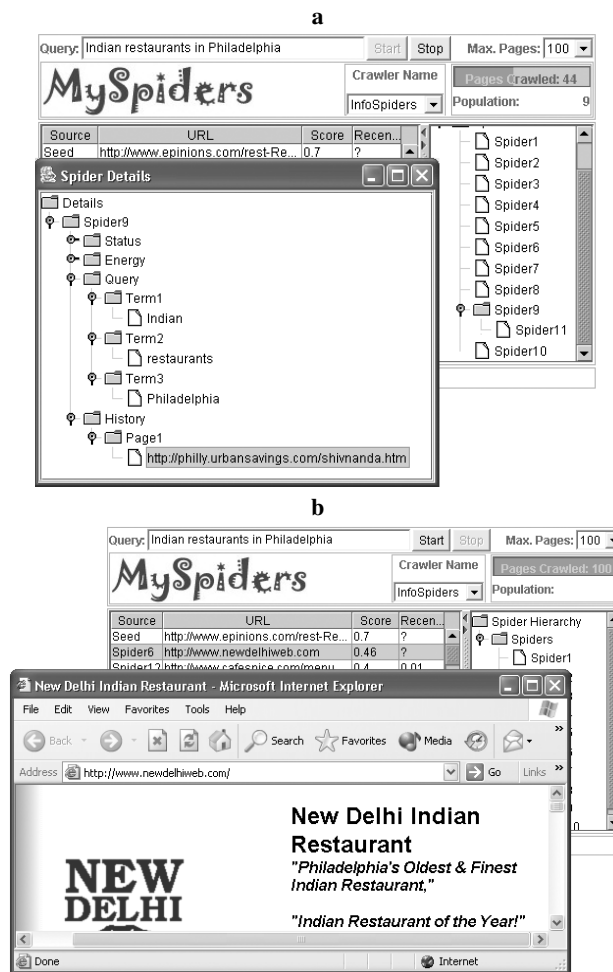 a
Query: Indian restaurants in Philadelphia Start Stop Max. Pages: 100
MySpiders
Crawler Name
InfoSpiders
Pages Crawled: 44
Population: 9
Source URL Score Recen...
Seed http://www.epinions.com/rest-Re... 0.7 ?
Spider1
Spider2
Spider3
Spider4
Spider5
Spider6
Spider7
Spider8
Spider9
Spider11
Spider10
Spider Details
Details
Spider9
Status
Energy
Query
Term1
Indian
Term2
restaurants
Term3
Philadelphia
History
Page1
http://philly.urbansavings.com/shivnanda.htm
b
Query: Indian restaurants in Philadelphia Start Stop Max. Pages: 100
MySpiders
Crawler Name
InfoSpiders
Pages Crawled: 100
Population:
Source URL Score Recen...
Seed http://www.epinions.com/rest-Re... 0.7 ?
Spider6 http://www.newdelhiweb.com 0.46 ?
Spider12 http://www.cafespice.com/menu 0.4 0.01
Spider Hierarchy
Spiders
Spider1
New Delhi Indian Restaurant - Microsoft Internet Explorer
File Edit View Favorites Tools Help
Back Search Favorites Media
Address http://www.newdelhiweb.com/ Go Links
NEW
DELHI
New Delhi Indian
Restaurant
"Philadelphia's Oldest & Finest
Indian Restaurant,"
"Indian Restaurant of the Year!"
Done Internet